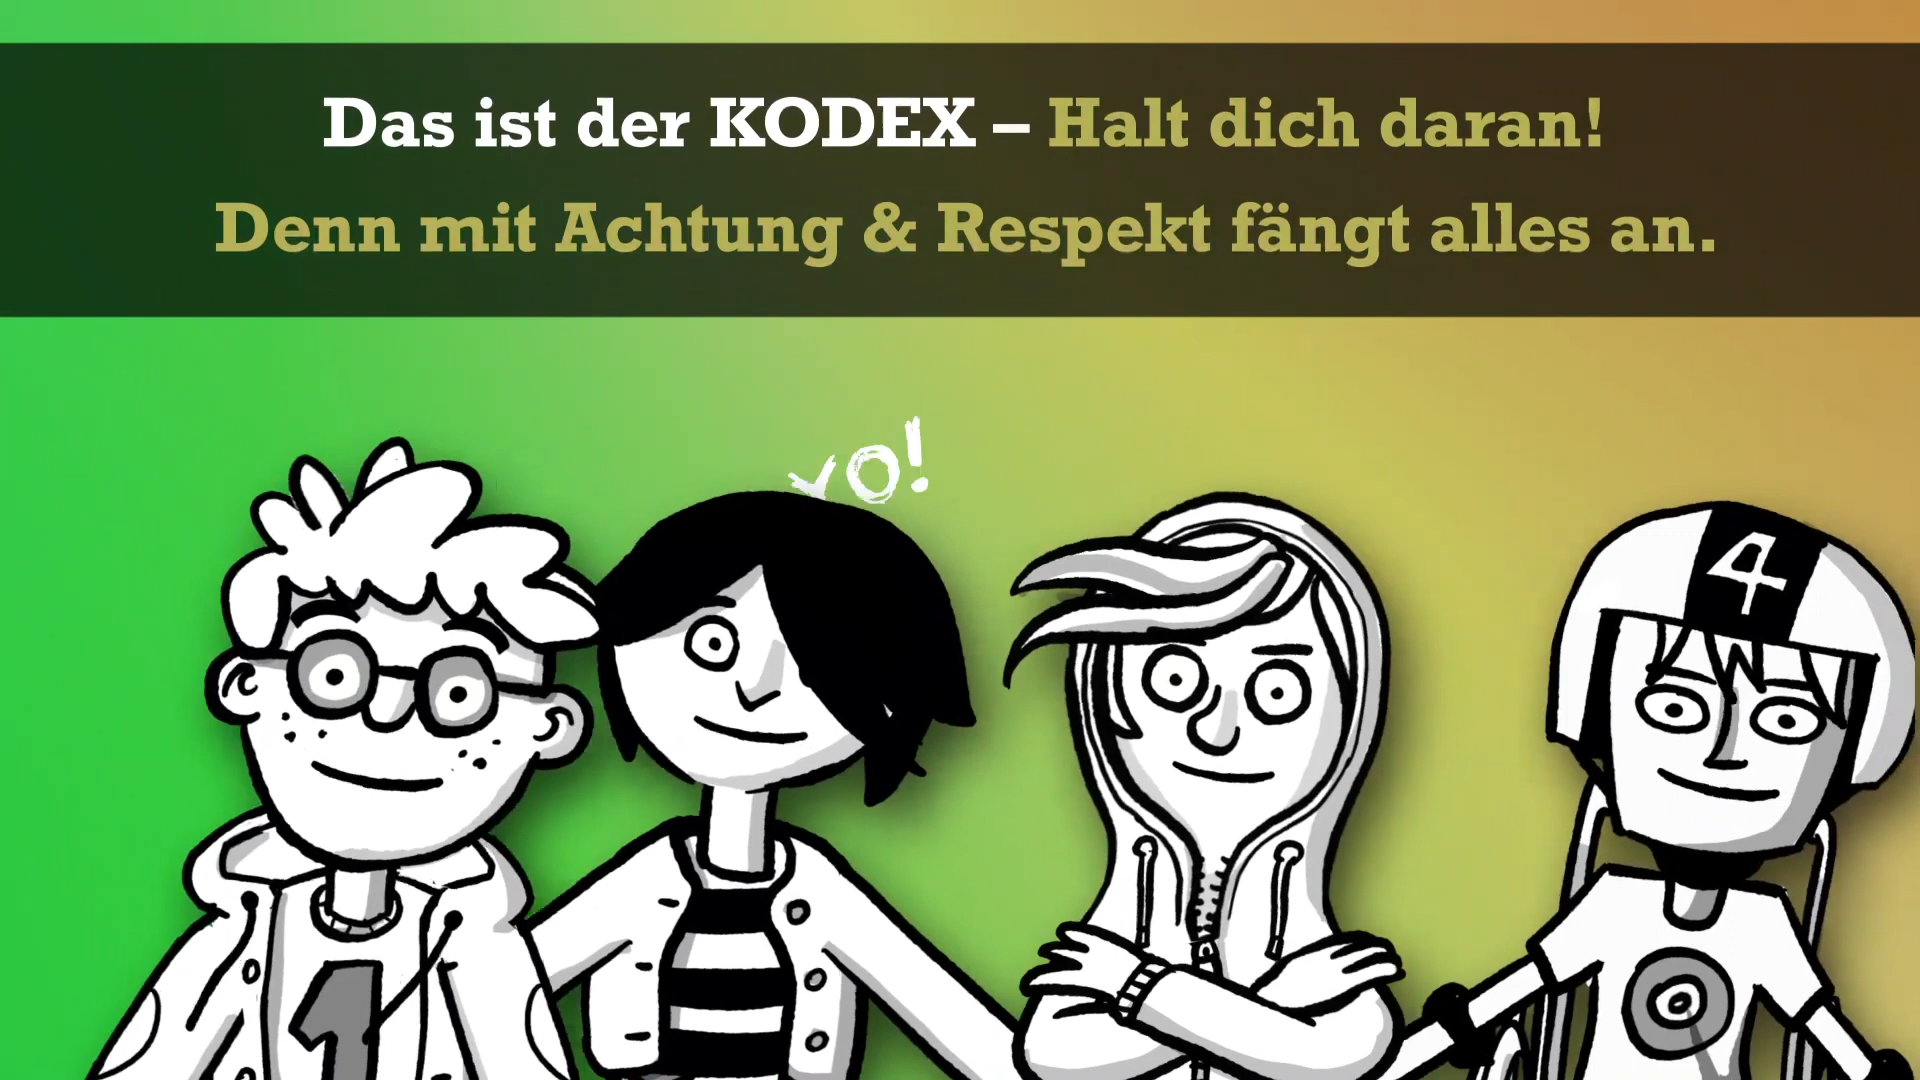 Das ist der KODEX – Halt dich daran!
Denn mit Achtung & Respekt fängt alles an.
YO!
4
1